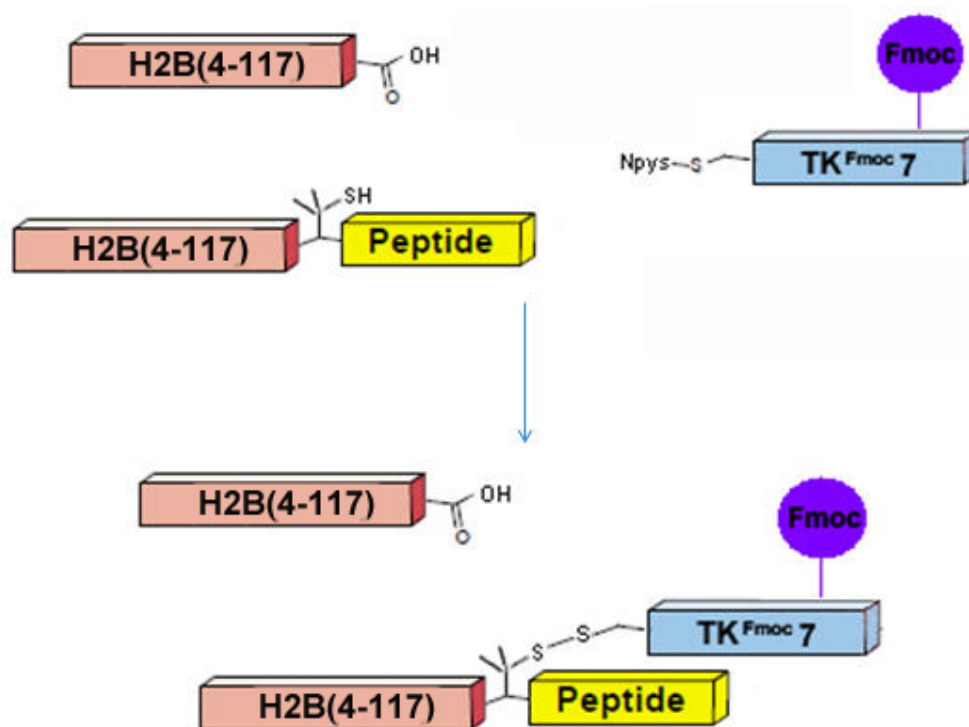 H2B(4-117)
OH
O
Fmoc
Npys-S
TK Fmoc 7
SH
H2B(4-117)
Peptide
H2B(4-117)
OH
O
Fmoc
S
S
TK Fmoc 7
H2B(4-117)
Peptide